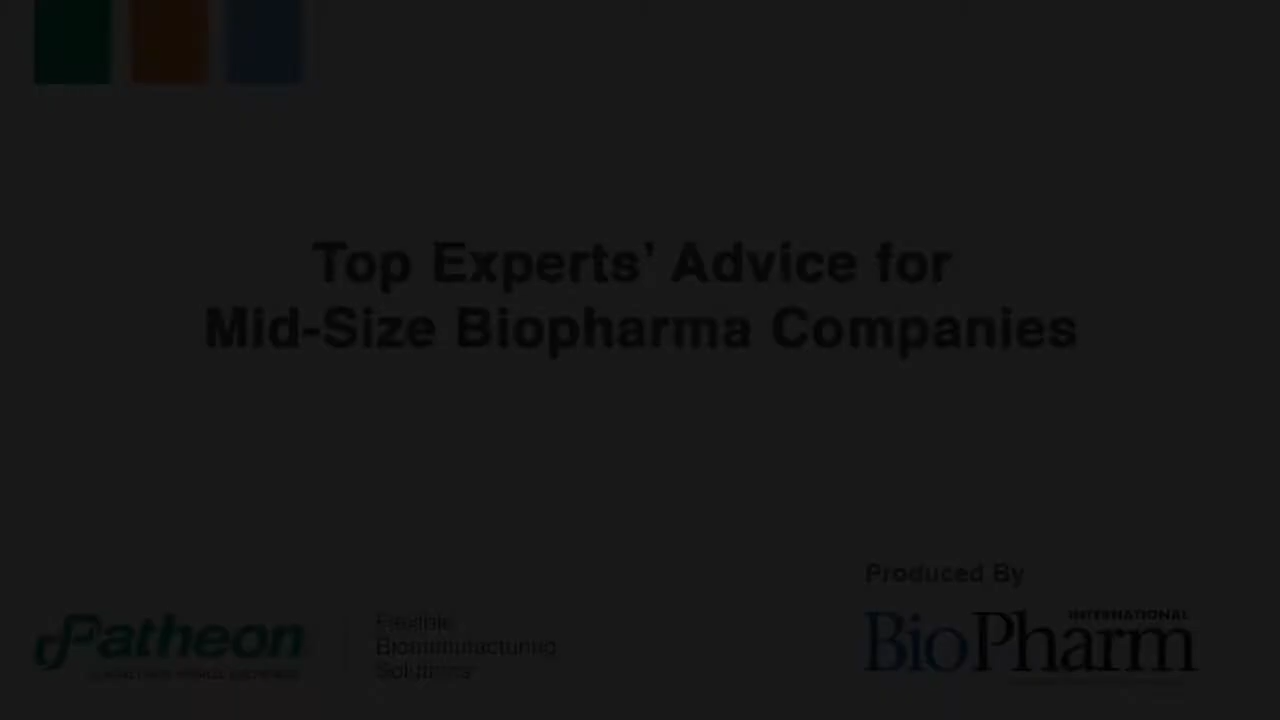 Top Experts’ Advice for
Mid-Size Biopharma Companies
Produced By
Patheon
Flexible
Biomanufacturing
Solutions
BioPharm
INTERNATIONAL